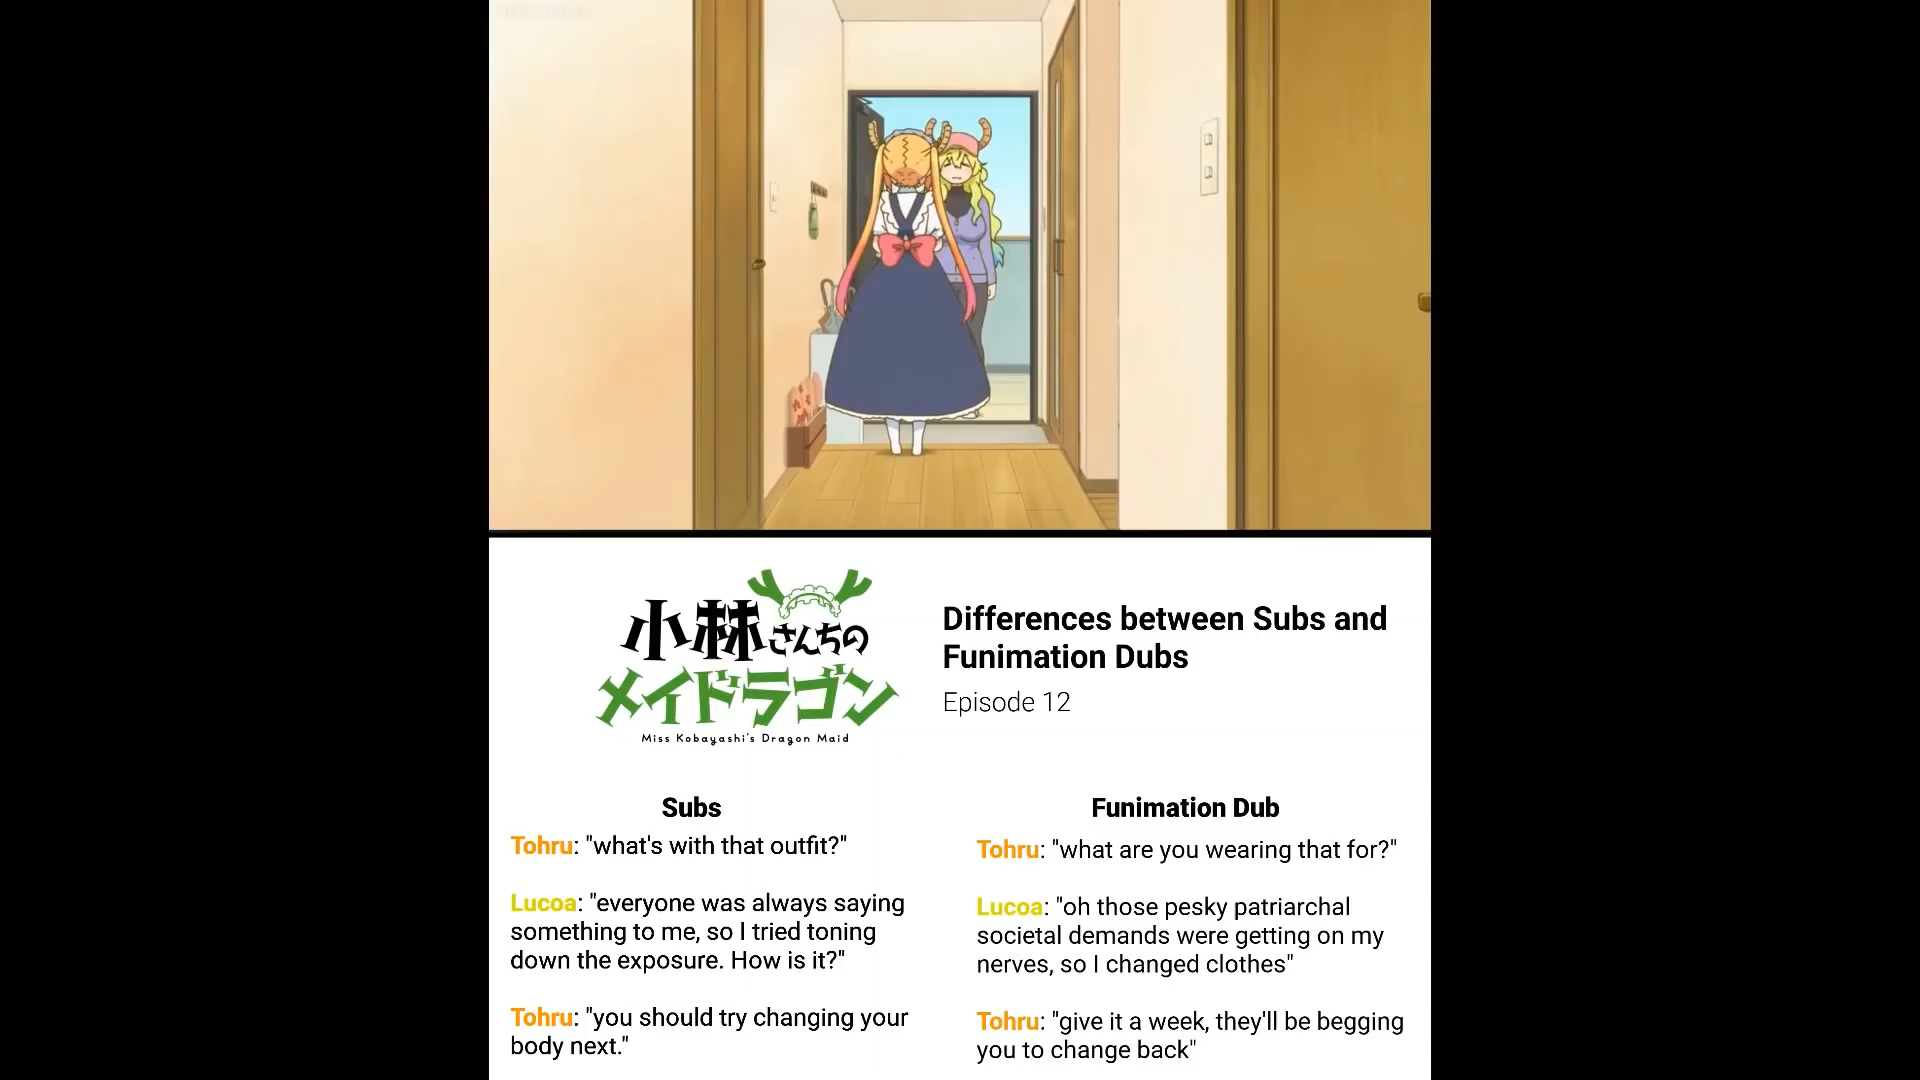 小林さんちの
メイドラゴン
Miss Kobayashi's Dragon Maid
Differences between Subs and
Funimation Dubs
Episode 12
Subs
Tohru: "what's with that outfit?"
Lucoa: "everyone was always saying
something to me, so I tried toning
down the exposure. How is it?"
Tohru: "you should try changing your
body next."
Funimation Dub
Tohru: "what are you wearing that for?"
Lucoa: "oh those pesky patriarchal
societal demands were getting on my
nerves, so I changed clothes"
Tohru: "give it a week, they'll be begging
you to change back"